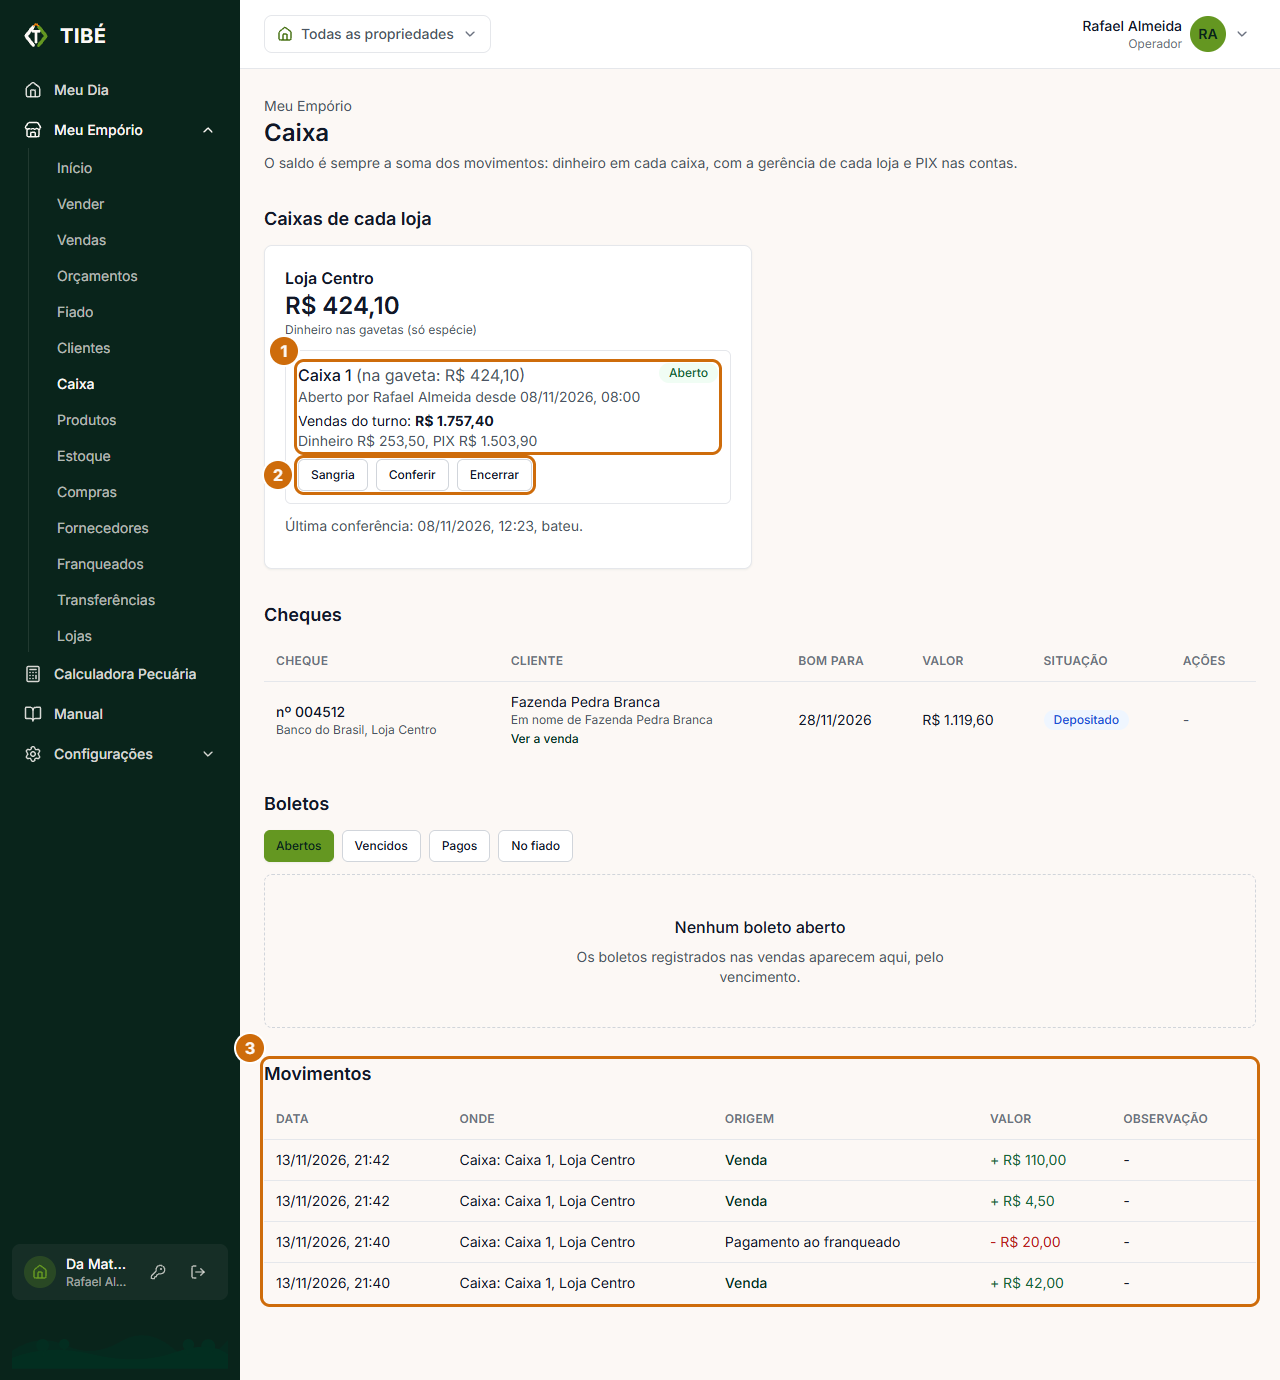 TIBÉ
Todas as propriedades
Rafael Almeida
Operador
RA
Meu Dia
Meu Empório
Início
Vender
Vendas
Orçamentos
Fiado
Clientes
Caixa
Produtos
Estoque
Compras
Fornecedores
Franqueados
Transferências
Lojas
Calculadora Pecuária
Manual
Configurações
Da Mat...
Rafael Al...
Meu Empório
Caixa
O saldo é sempre a soma dos movimentos: dinheiro em cada caixa, com a gerência de cada loja e PIX nas contas.
Caixas de cada loja
Loja Centro
R$ 424,10
Dinheiro nas gavetas (só espécie)
1
Caixa 1 (na gaveta: R$ 424,10)
Aberto
Aberto por Rafael Almeida desde 08/11/2026, 08:00
Vendas do turno: R$ 1.757,40
Dinheiro R$ 253,50, PIX R$ 1.503,90
2
Sangria
Conferir
Encerrar
Última conferência: 08/11/2026, 12:23, bateu.
Cheques
CHEQUE CLIENTE BOM PARA VALOR SITUAÇÃO AÇÕES
nº 004512
Banco do Brasil, Loja Centro
Fazenda Pedra Branca
Em nome de Fazenda Pedra Branca
Ver a venda
28/11/2026
R$ 1.119,60
Depositado
-
Boletos
Abertos
Vencidos
Pagos
No fiado
Nenhum boleto aberto
Os boletos registrados nas vendas aparecem aqui, pelo
vencimento.
3
Movimentos
DATA ONDE ORIGEM VALOR OBSERVAÇÃO
13/11/2026, 21:42 Caixa: Caixa 1, Loja Centro Venda + R$ 110,00 -
13/11/2026, 21:42 Caixa: Caixa 1, Loja Centro Venda + R$ 4,50 -
13/11/2026, 21:40 Caixa: Caixa 1, Loja Centro Pagamento ao franqueado - R$ 20,00 -
13/11/2026, 21:40 Caixa: Caixa 1, Loja Centro Venda + R$ 42,00 -